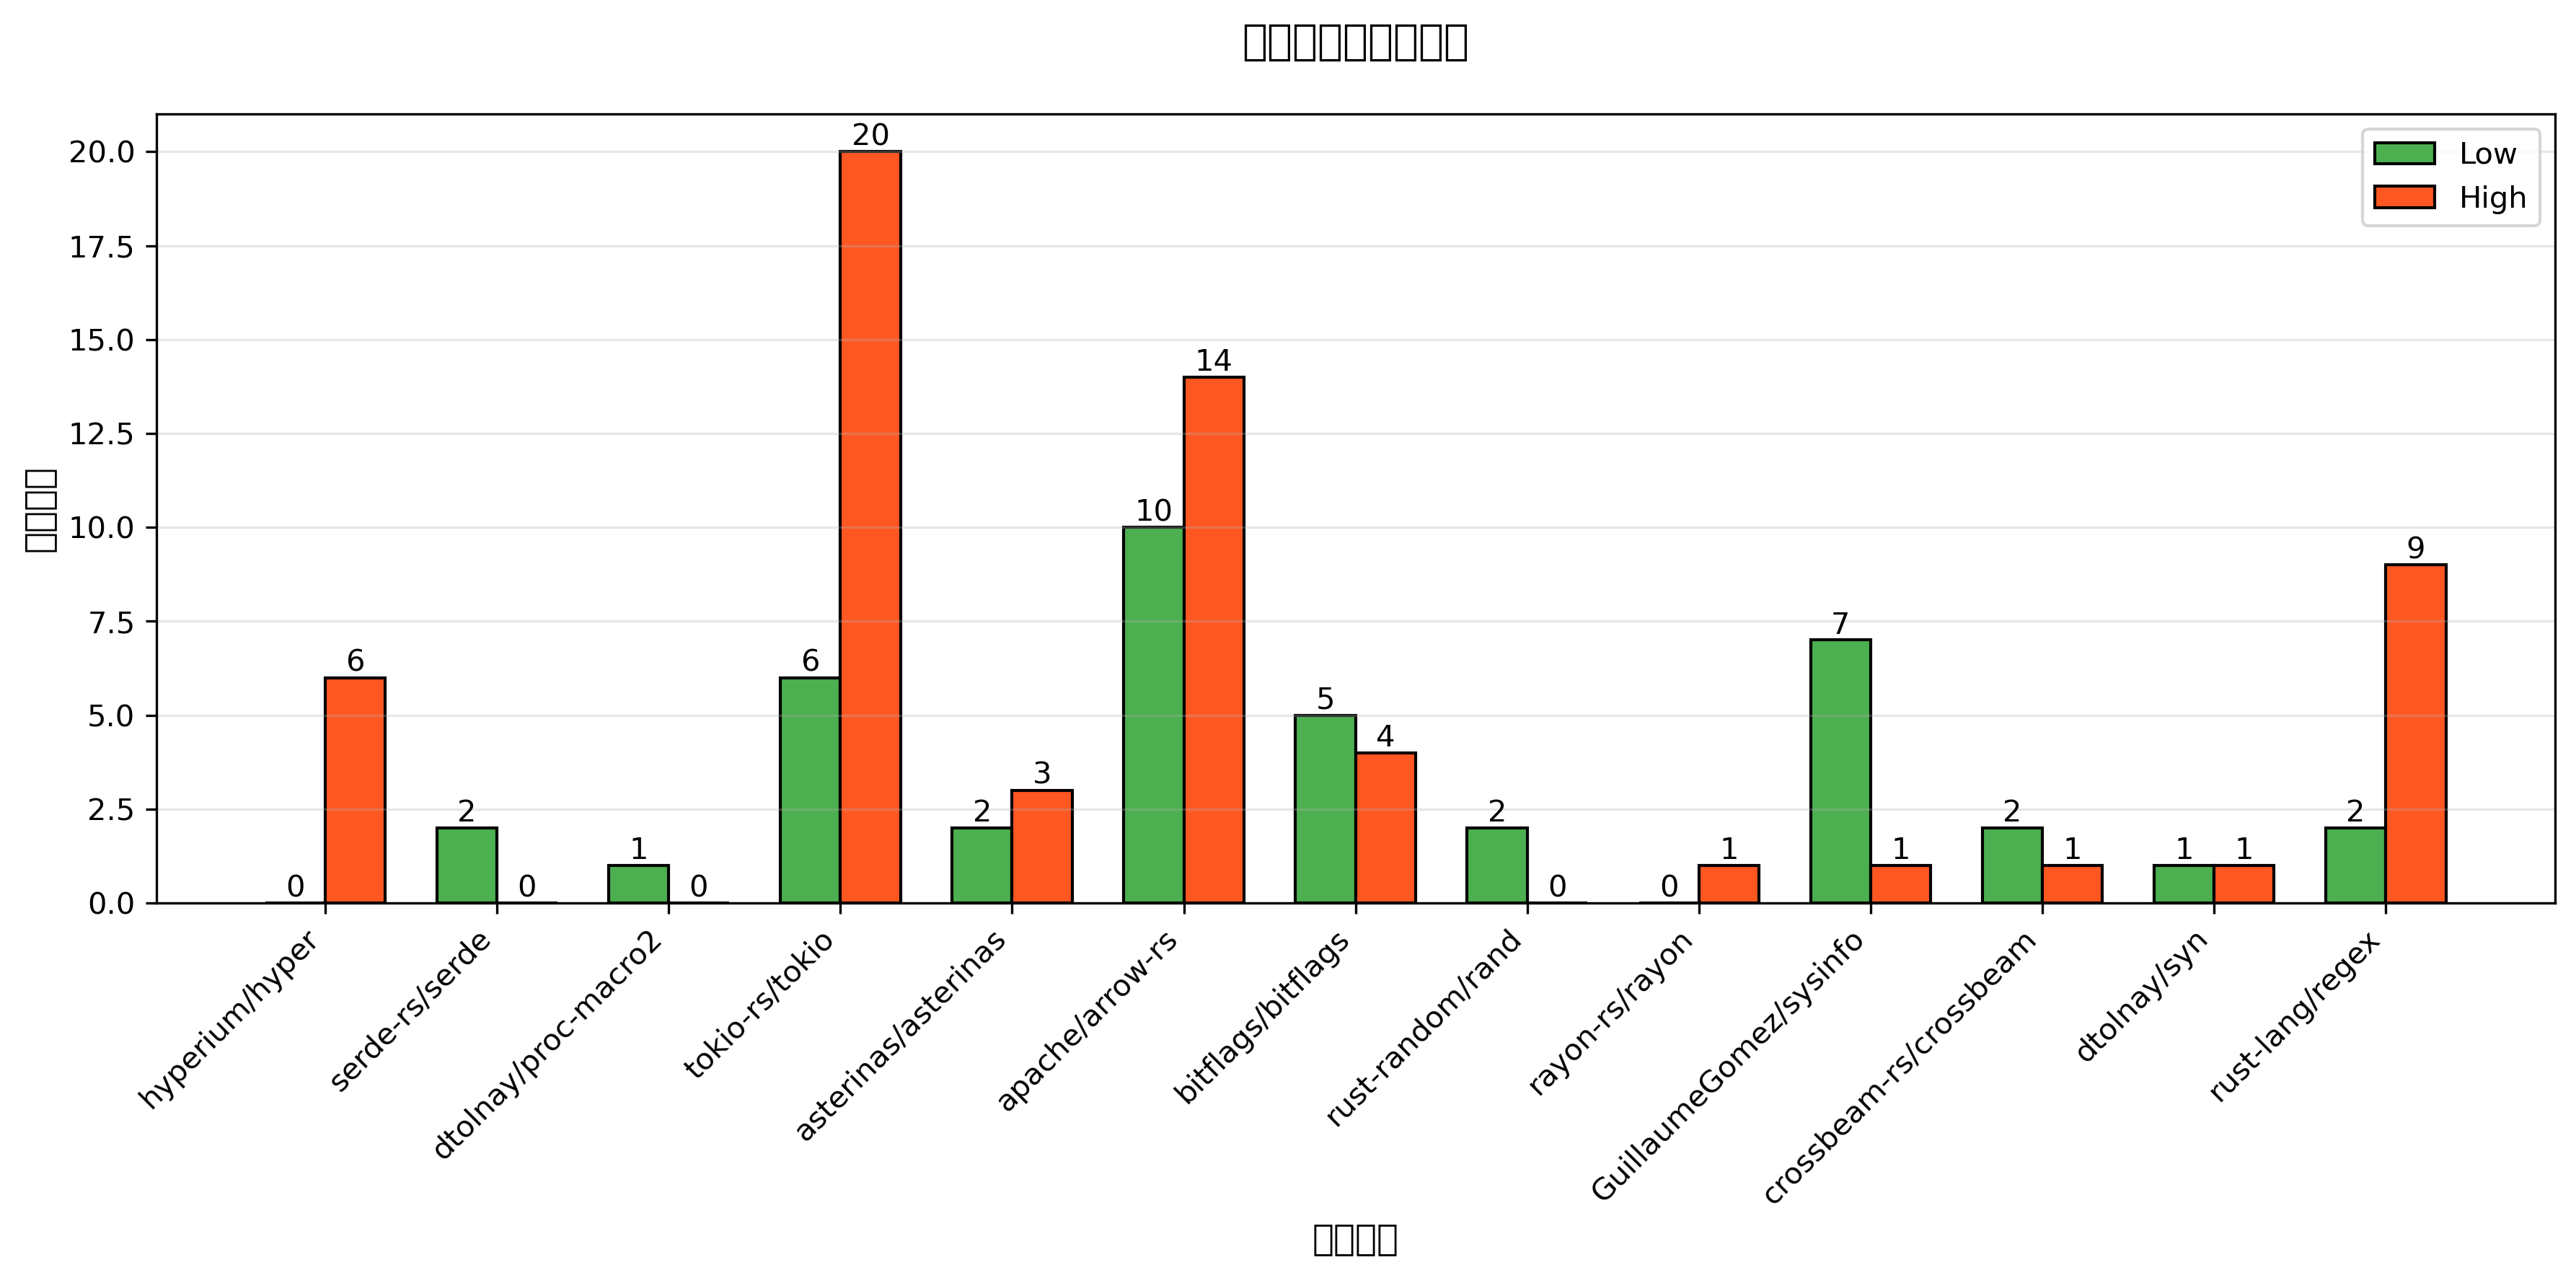 20.0
17.5
15.0
12.5
10.0
7.5
5.0
2.5
0.0
Low
High
0
6
2
0
1
0
6
20
2
3
10
14
5
4
2
0
0
1
7
1
2
1
1
1
2
9
hyperium/hyper
serde-rs/serde
dtolnay/proc-macro2
tokio-rs/tokio
asterinas/asterinas
apache/arrow-rs
bitflags/bitflags
rust-random/rand
rayon-rs/rayon
GuillaumeGomez/sysinfo
crossbeam-rs/crossbeam
dtolnay/syn
rust-lang/regex